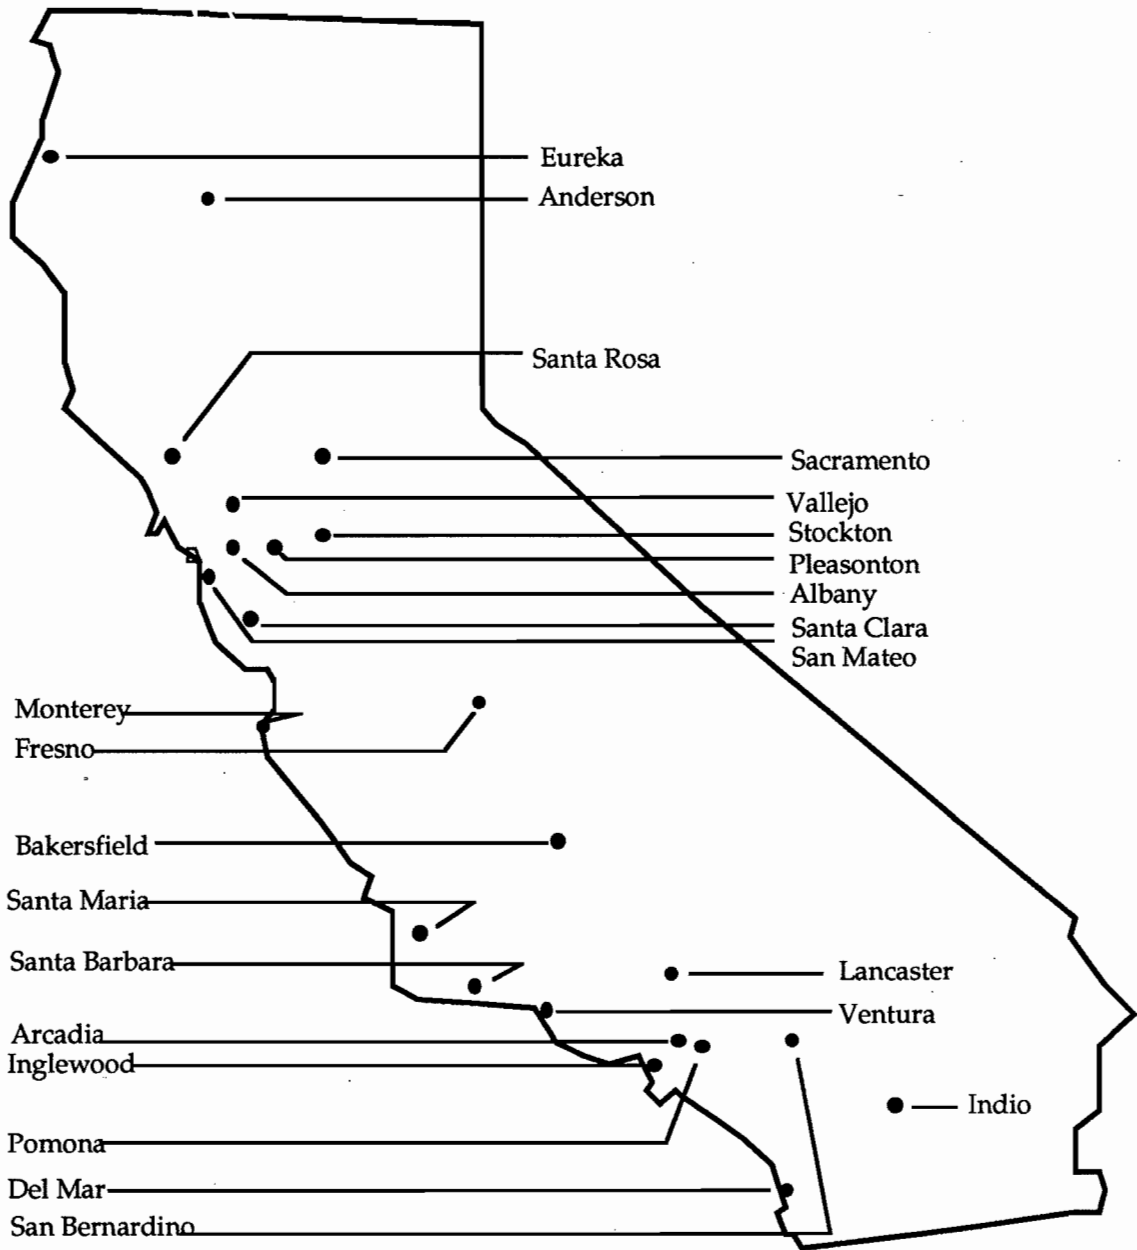 Eureka
Anderson
Santa Rosa
Sacramento
Vallejo
Stockton
Pleasonton
Albany
Santa Clara
San Mateo
Monterey
Fresno
Bakersfield
Santa Maria
Santa Barbara
Lancaster
Ventura
Arcadia
Inglewood
Indio
Pomona
Del Mar
San Bernardino